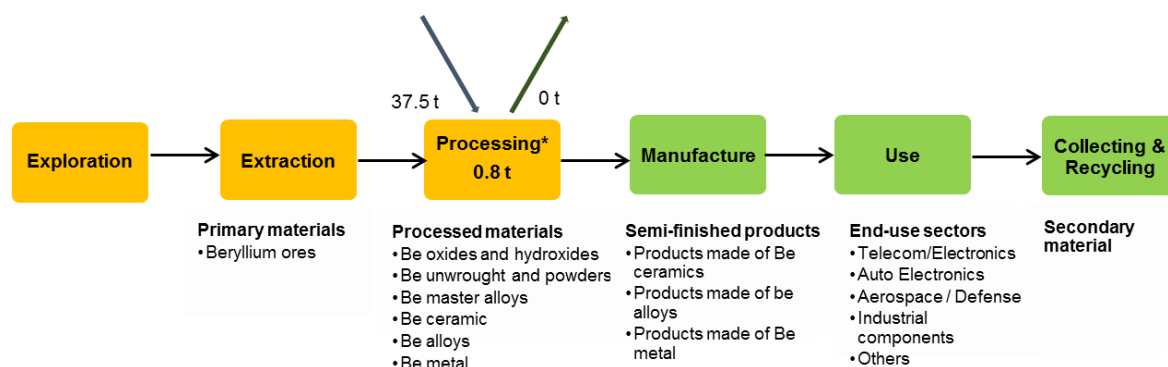 37.5 t
0 t
Exploration
Extraction
Processing*
0.8 t
Manufacture
Use
Collecting &
Recycling
Primary materials
•Beryllium ores
Processed materials
•Be oxides and hydroxides
•Be unwrought and powders
•Be master alloys
•Be ceramic
•Be alloys
•Be metal
Semi-finished products
•Products made of Be
ceramics
•Products made of be
alloys
•Products made of Be
metal
End-use sectors
•Telecom/Electronics
•Auto Electronics
•Aerospace / Defense
•Industrial
components
•Others
Secondary
material